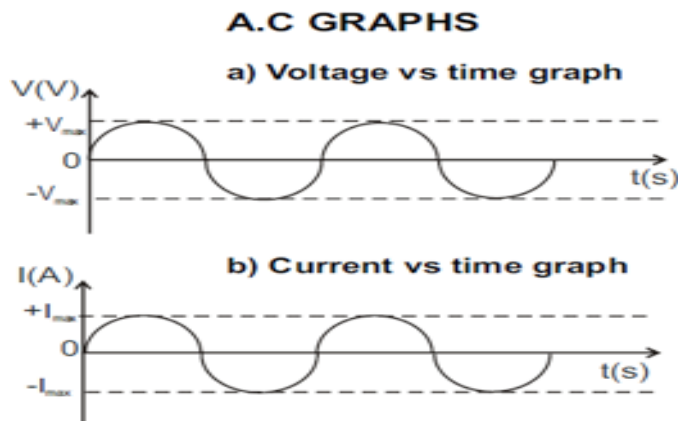 A.C GRAPHS
a) Voltage vs time graph
V(V)
+Vmax
0
t(s)
-Vmax
b) Current vs time graph
I(A)
+Imax
0
t(s)
-Imax